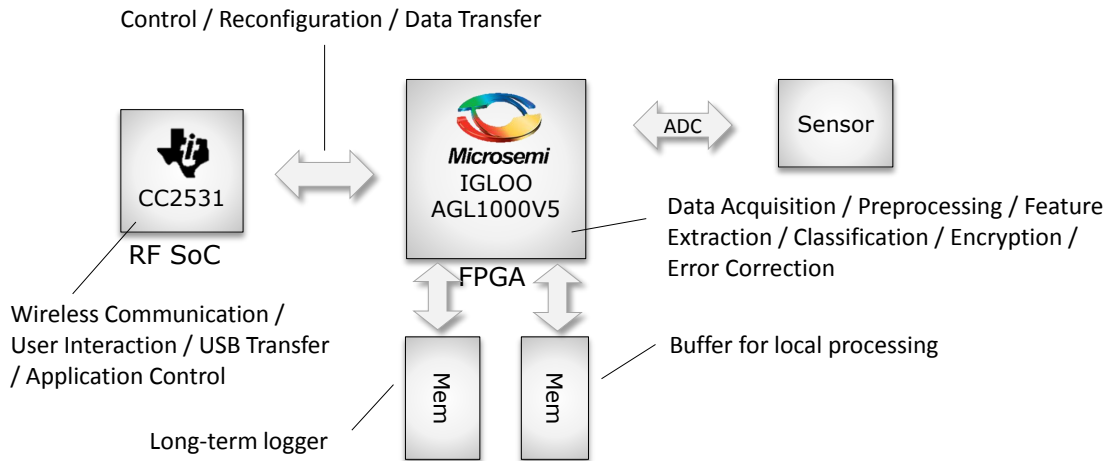 Control / Reconfiguration / Data Transfer
ti
CC2531
RF SoC
Microsemi
IGLOO
AGL1000V5
FPGA
ADC
Sensor
Data Acquisition / Preprocessing / Feature
Extraction / Classification / Encryption /
Error Correction
Wireless Communication /
User Interaction / USB Transfer
/ Application Control
Mem
Mem
Buffer for local processing
Long-term logger